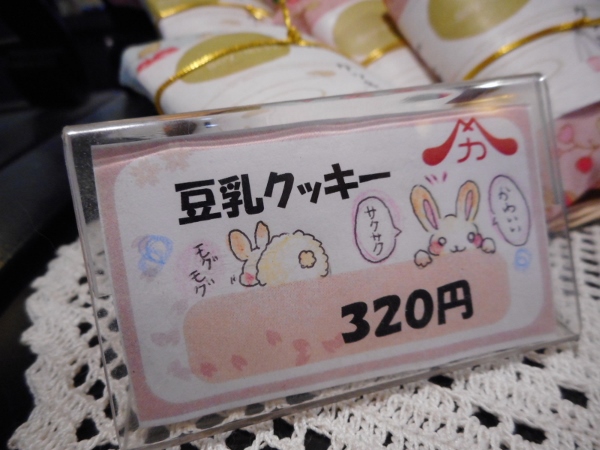 豆乳クッキー
カ
モグ
モグ
サクサク
かわいい
320円